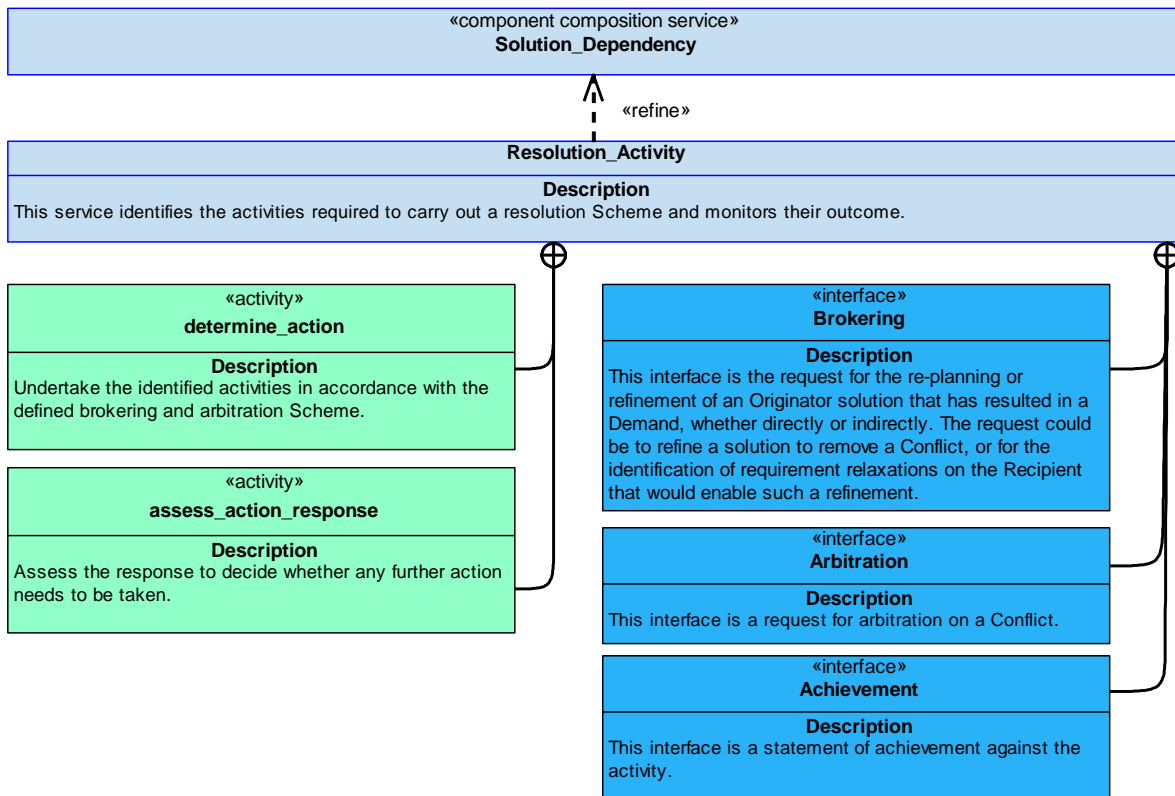 «component composition service»
Solution_Dependency
«refine»
Resolution_Activity
Description
This service identifies the activities required to carry out a resolution Scheme and monitors their outcome.
«activity»
determine_action
Description
Undertake the identified activities in accordance with the
defined brokering and arbitration Scheme.
«activity»
assess_action_response
Description
Assess the response to decide whether any further action
needs to be taken.
«interface»
Brokering
Description
This interface is the request for the re-planning or
refinement of an Originator solution that has resulted in a
Demand, whether directly or indirectly. The request could
be to refine a solution to remove a Conflict, or for the
identification of requirement relaxations on the Recipient
that would enable such a refinement.
«interface»
Arbitration
Description
This interface is a request for arbitration on a Conflict.
«interface»
Achievement
Description
This interface is a statement of achievement against the
activity.